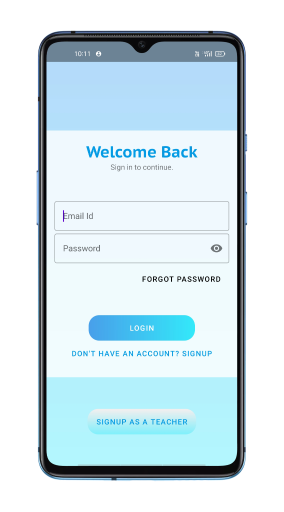 10:11
Welcome Back
Sign in to continue.
Email Id
Password
FORGOT PASSWORD
LOGIN
DON'T HAVE AN ACCOUNT? SIGNUP
SIGNUP AS A TEACHER